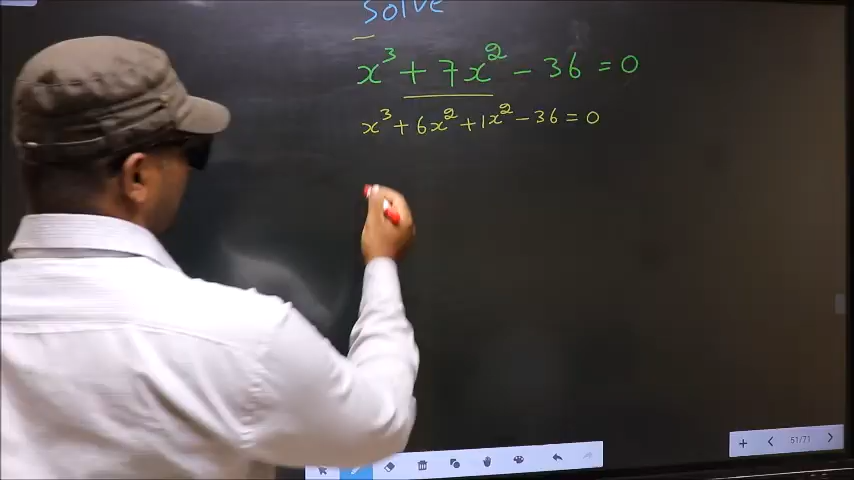 Solve
x³ + 7x² - 36 = 0
x³ + 6x² + 1x² - 36 = 0
51/71